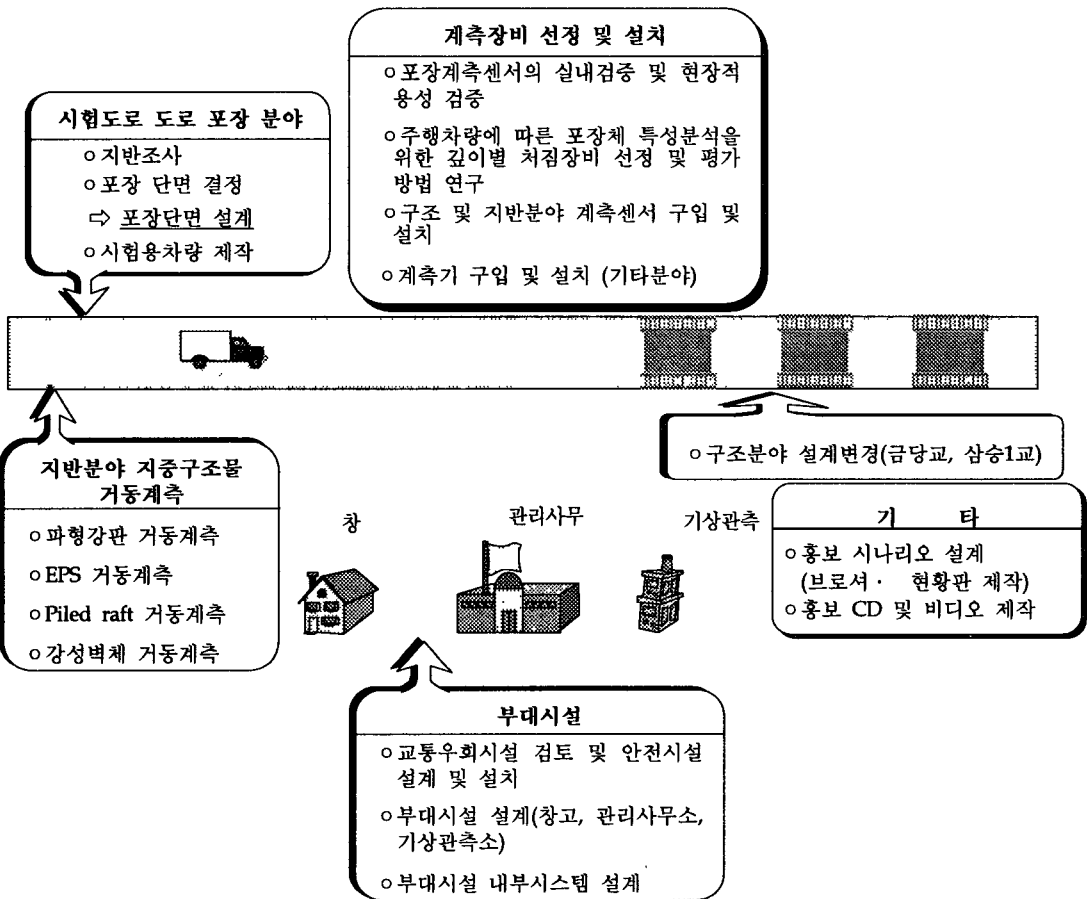 계측장비 선정 및 설치
ㅇ포장계측센서의 실내검증 및 현장적
용성 검증
ㅇ주행차량에 따른 포장체 특성분석을
위한 깊이별 처짐장비 선정 및 평가
방법 연구
ㅇ구조 및 지반분야 계측센서 구입 및
설치
ㅇ계측기 구입 및 설치 (기타분야)
시험도로 도로 포장 분야
ㅇ지반조사
ㅇ포장 단면 결정
⇨ 포장단면 설계
ㅇ시험용차량 제작
지반분야 지중구조물
거동계측
ㅇ파형강판 거동계측
ㅇEPS 거동계측
ㅇPiled raft 거동계측
ㅇ강성벽체 거동계측
ㅇ구조분야 설계변경(금당교, 삼승1교)
창
관리사무
기상관측
기 타
ㅇ홍보 시나리오 설계
(브로셔· 현황판 제작)
ㅇ홍보 CD 및 비디오 제작
부대시설
ㅇ교통우회시설 검토 및 안전시설
설계 및 설치
ㅇ부대시설 설계(창고, 관리사무소,
기상관측소)
ㅇ부대시설 내부시스템 설계